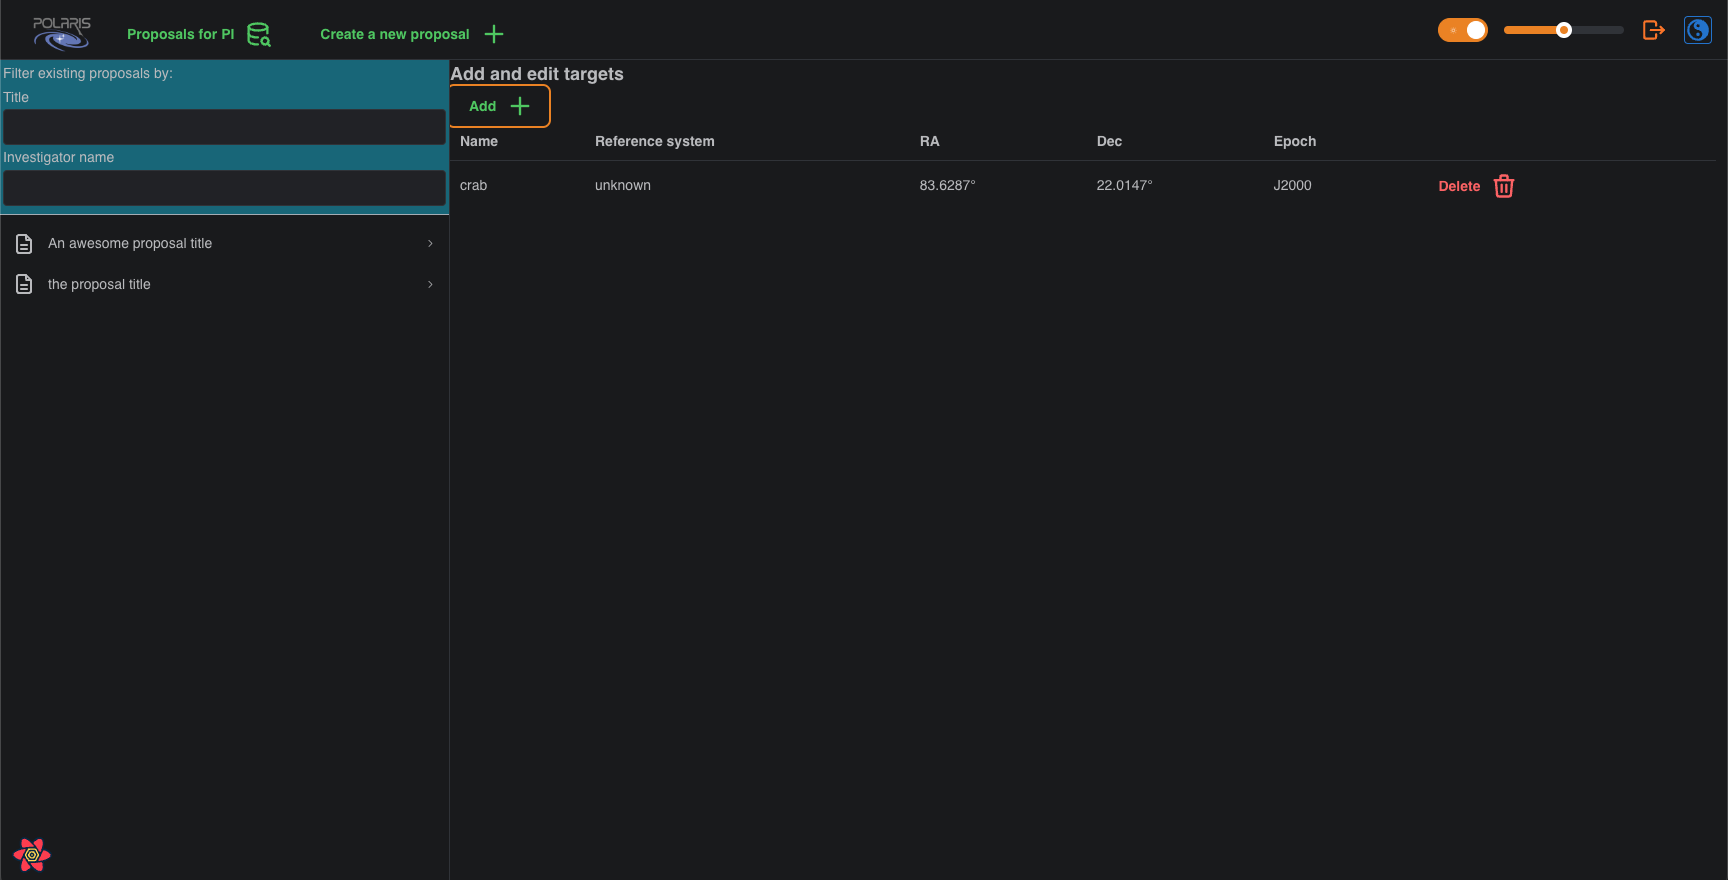 POLARIS
Proposals for PI
Create a new proposal
Filter existing proposals by:
Title
Investigator name
An awesome proposal title
the proposal title
Add and edit targets
Add
Name Reference system RA Dec Epoch
crab unknown 83.6287° 22.0147° J2000 Delete